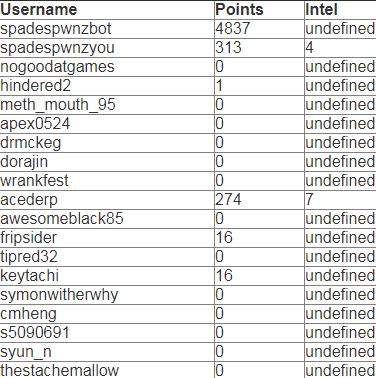 Username Points Intel
spadespwnzbot 4837 undefined
spadespwnzyou 313 4
nogoodatgames 0 undefined
hindered2 1 undefined
meth_mouth_95 0 undefined
apex0524 0 undefined
drmckeg 0 undefined
dorajin 0 undefined
wrankfest 0 undefined
acederp 274 7
awesomeblack85 0 undefined
fripsider 16 undefined
tipred32 0 undefined
keytachi 16 undefined
symonwitherwhy 0 undefined
cmheng 0 undefined
s5090691 0 undefined
syun_n 0 undefined
thestachemallow 0 undefined